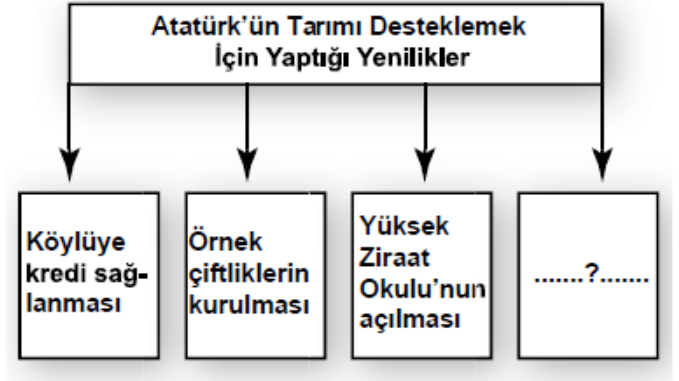 Atatürk’ün Tarımı Desteklemek
İçin Yaptığı Yenilikler
Köylüye
kredi sağ-
lanması
Örnek
çiftliklerin
kurulması
Yüksek
Ziraat
Okulu’nun
açılması
.......?.......